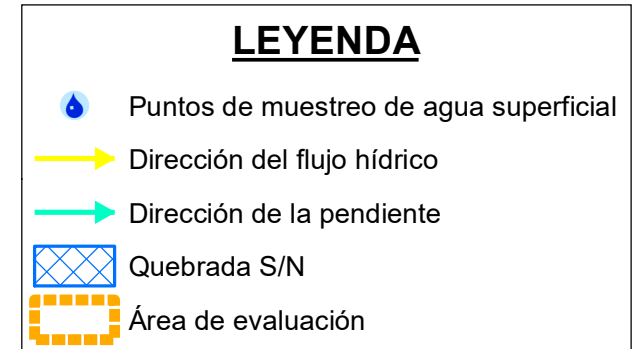 LEYENDA
Puntos de muestreo de agua superficial
Dirección del flujo hídrico
Dirección de la pendiente
Quebrada S/N
Área de evaluación